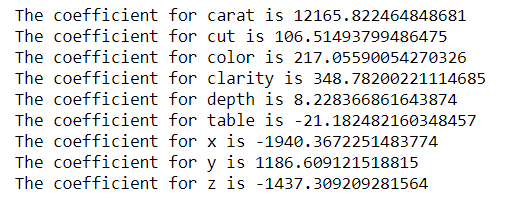 The coefficient for carat is 12165.822464848681
The coefficient for cut is 106.51493799486475
The coefficient for color is 217.05590054270326
The coefficient for clarity is 348.78200221114685
The coefficient for depth is 8.228366861643874
The coefficient for table is -21.182482160348457
The coefficient for x is -1940.3672251483774
The coefficient for y is 1186.609121518815
The coefficient for z is -1437.309209281564